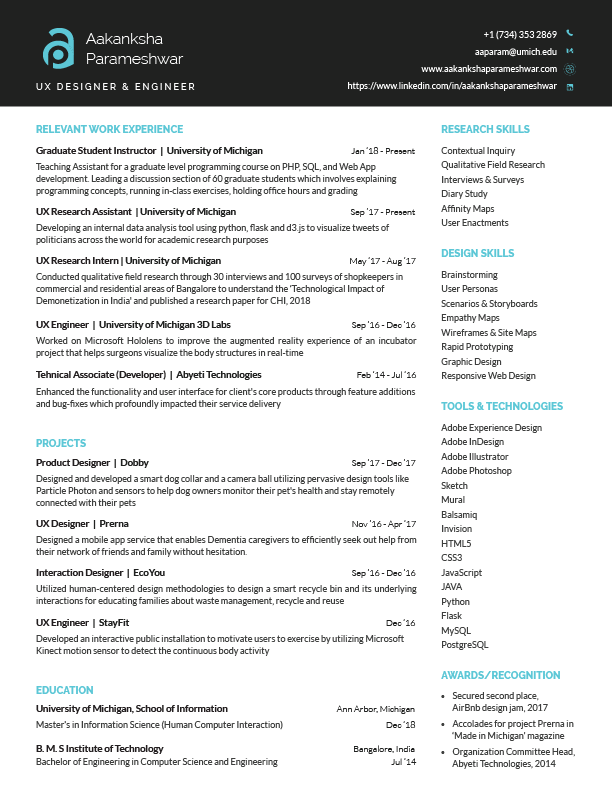 Aakanksha
Parameshwar
UX DESIGNER & ENGINEER
+1 (734) 353 2869
aaparam@umich.edu
www.aakankshaparameshwar.com
https://www.linkedin.com/in/aakankshaparameshwar
RELEVANT WORK EXPERIENCE
Graduate Student Instructor | University of Michigan Jan '18 - Present
Teaching Assistant for a graduate level programming course on PHP, SQL, and Web App
development. Leading a discussion section of 60 graduate students which involves explaining
programming concepts, running in-class exercises, holding office hours and grading
UX Research Assistant | University of Michigan Sep '17 - Present
Developing an internal data analysis tool using python, flask and d3.js to visualize tweets of
politicians across the world for academic research purposes
UX Research Intern | University of Michigan May '17 - Aug '17
Conducted qualitative field research through 30 interviews and 100 surveys of shopkeepers in
commercial and residential areas of Bangalore to understand the 'Technological Impact of
Demonetization in India' and published a research paper for CHI, 2018
UX Engineer | University of Michigan 3D Labs Sep '16 - Dec '16
Worked on Microsoft Hololens to improve the augmented reality experience of an incubator
project that helps surgeons visualize the body structures in real-time
Tehnical Associate (Developer) | Abyeti Technologies Feb '14 - Jul '16
Enhanced the functionality and user interface for client's core products through feature additions
and bug-fixes which profoundly impacted their service delivery
PROJECTS
Product Designer | Dobby Sep '17 - Dec '17
Designed and developed a smart dog collar and a camera ball utilizing pervasive design tools like
Particle Photon and sensors to help dog owners monitor their pet's health and stay remotely
connected with their pets
UX Designer | Prerna Nov '16 - Apr '17
Designed a mobile app service that enables Dementia caregivers to efficiently seek out help from
their network of friends and family without hesitation.
Interaction Designer | EcoYou Sep '16 - Dec '16
Utilized human-centered design methodologies to design a smart recycle bin and its underlying
interactions for educating families about waste management, recycle and reuse
UX Engineer | StayFit Dec '16
Developed an interactive public installation to motivate users to exercise by utilizing Microsoft
Kinect motion sensor to detect the continuous body activity
EDUCATION
University of Michigan, School of Information Ann Arbor, Michigan
Master's in Information Science (Human Computer Interaction) Dec '18
B. M. S Institute of Technology Bangalore, India
Bachelor of Engineering in Computer Science and Engineering Jul '14
RESEARCH SKILLS
Contextual Inquiry
Qualitative Field Research
Interviews & Surveys
Diary Study
Affinity Maps
User Enactments
DESIGN SKILLS
Brainstorming
User Personas
Scenarios & Storyboards
Empathy Maps
Wireframes & Site Maps
Rapid Prototyping
Graphic Design
Responsive Web Design
TOOLS & TECHNOLOGIES
Adobe Experience Design
Adobe InDesign
Adobe Illustrator
Adobe Photoshop
Sketch
Mural
Balsamiq
Invision
HTML5
CSS3
JavaScript
JAVA
Python
Flask
MySQL
PostgreSQL
AWARDS/RECOGNITION
• Secured second place,
AirBnb design jam, 2017
• Accolades for project Prerna in
'Made in Michigan' magazine
• Organization Committee Head,
Abyeti Technologies, 2014